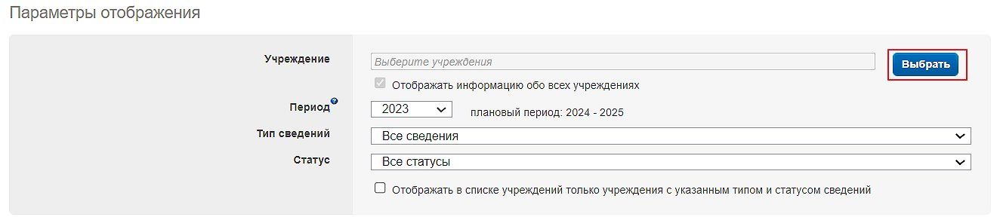 Параметры отображения
Учреждение
Выберите учреждения
Выбрать
Отображать информацию обо всех учреждениях
Период ?
2023
плановый период: 2024 - 2025
Тип сведений
Все сведения
Статус
Все статусы
Отображать в списке учреждений только учреждения с указанным типом и статусом сведений